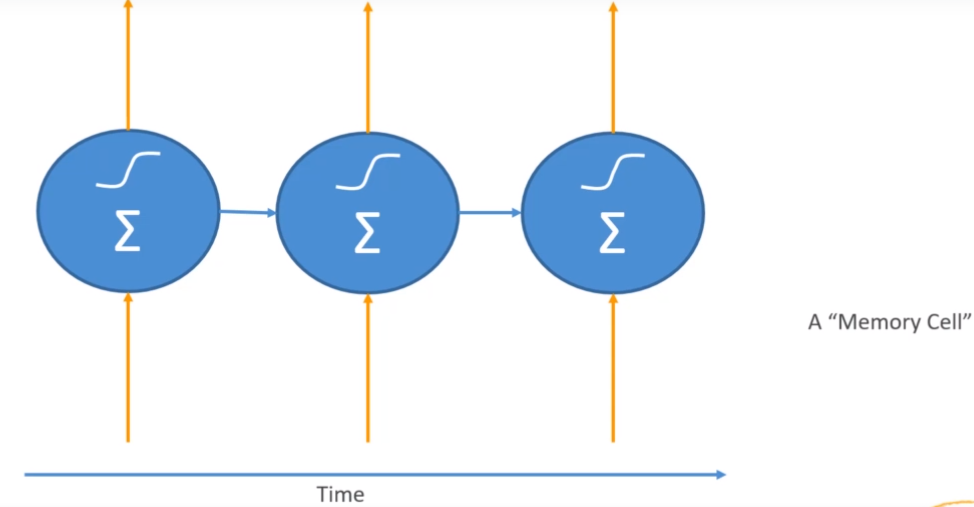 Σ Σ Σ
A “Memory Cell”
Time